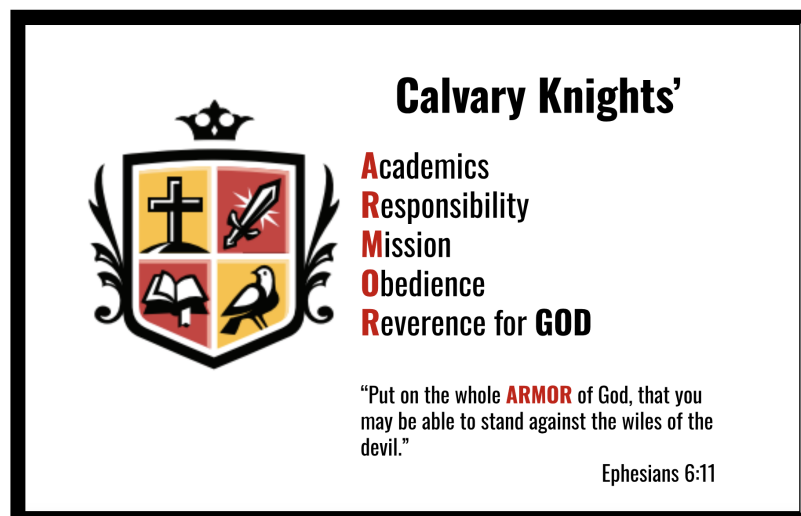 Calvary Knights’
Academics
Responsibility
Mission
Obedience
Reverence for GOD
“Put on the whole ARMOR of God, that you
may be able to stand against the wiles of the
devil.”
Ephesians 6:11